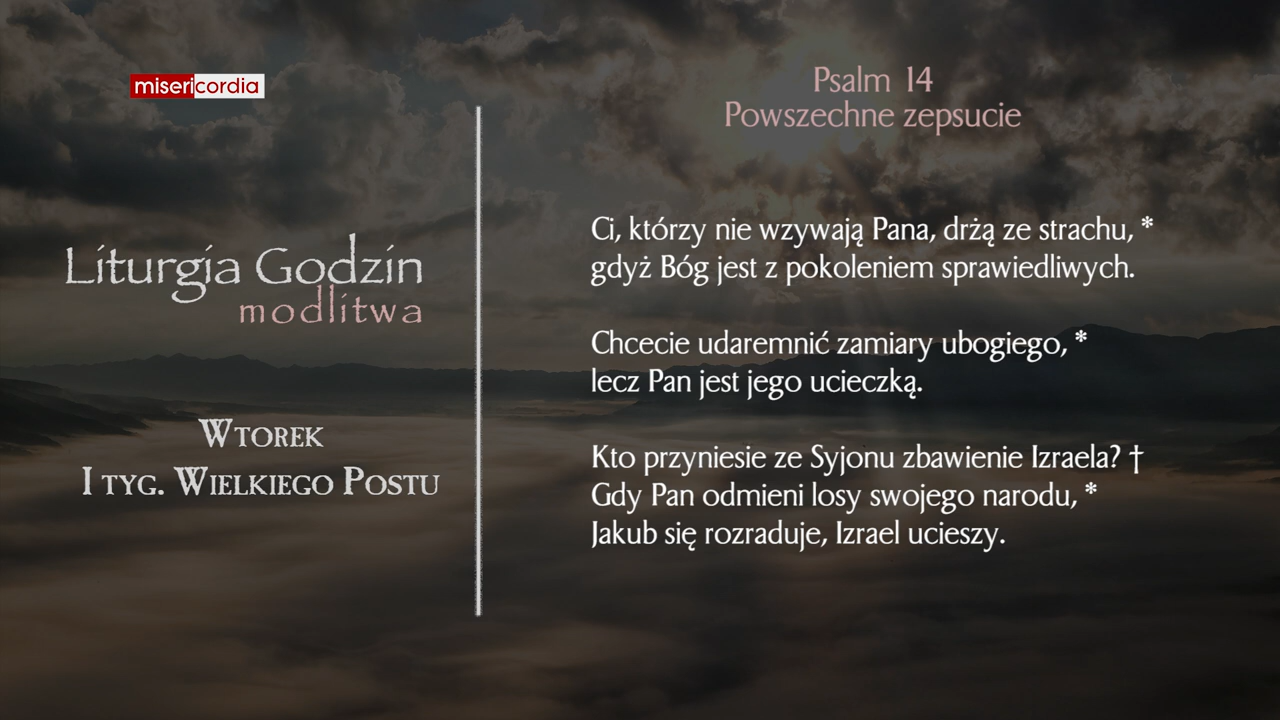 misericordia
Liturgia Godzin
modlitwa
Wtorek
I tyg. Wielkiego Postu
Psalm 14
Powszechne zepsucie
Ci, którzy nie wzywają Pana, drżą ze strachu, *
gdyż Bóg jest z pokoleniem sprawiedliwych.
Chcecie udaremnić zamiary ubogiego, *
lecz Pan jest jego ucieczką.
Kto przyniesie ze Syjonu zbawienie Izraela? †
Gdy Pan odmieni losy swojego narodu, *
Jakub się rozraduje, Izrael ucieszy.